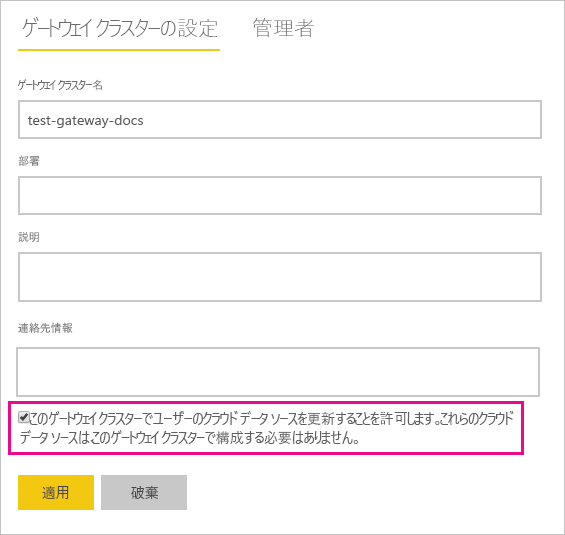 ゲートウェイ クラスターの設定 管理者
ゲートウェイ クラスター名
test-gateway-docs
部署
説明
連絡先情報
このゲートウェイ クラスターでユーザーのクラウド データ ソースを更新することを許可します。これらのクラウド
データ ソースはこのゲートウェイ クラスターで構成する必要はありません。
適用 破棄